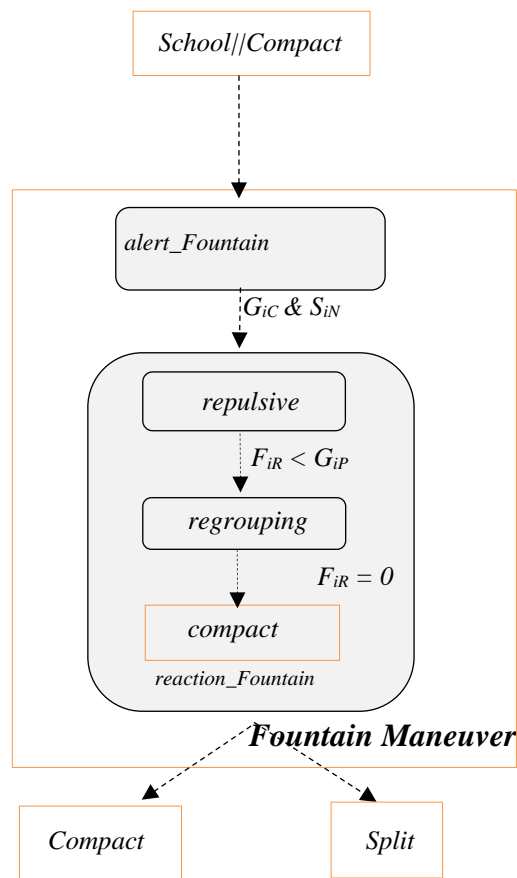 School//Compact
alert_Fountain
GiC & SiN
repulsive
FiR < GiP
regrouping
FiR = 0
compact
reaction_Fountain
Fountain Maneuver
Compact
Split